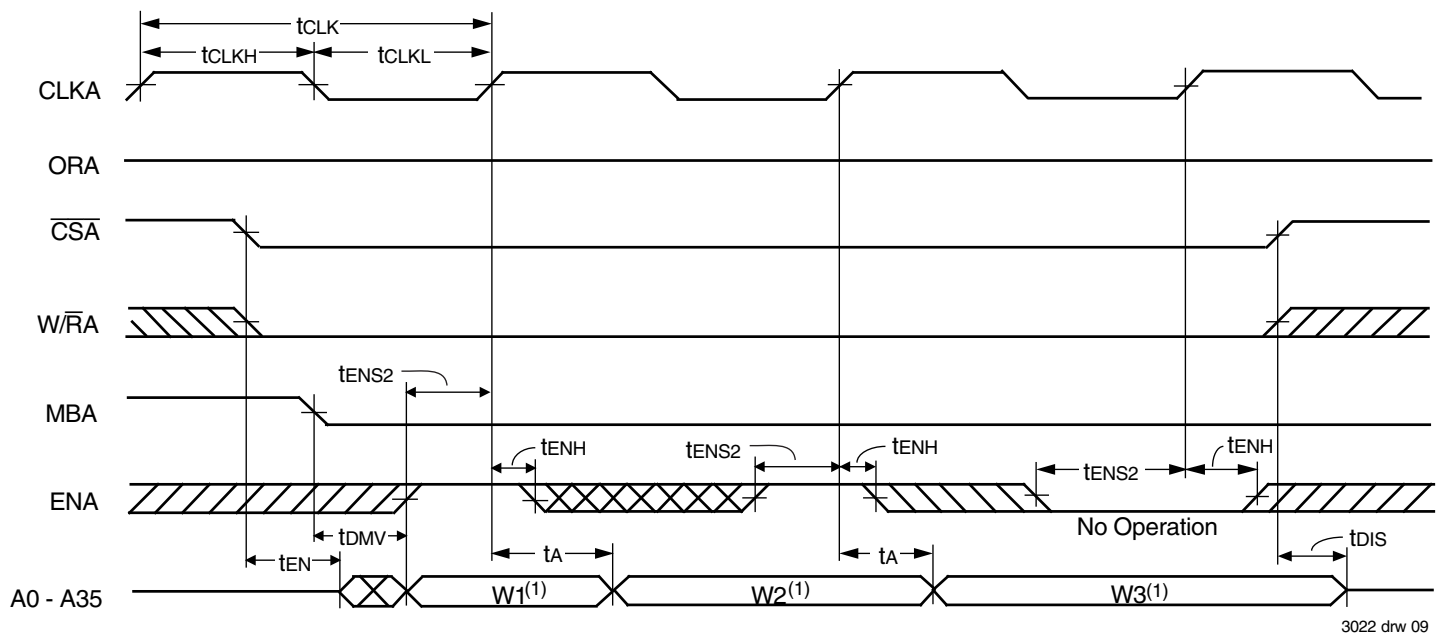 tCLK
tCLKH
tCLKL
CLKA
ORA
CSA
W/RA
tENS2
MBA
tENH
tENS2
tENH
tENS2
tENH
ENA
No Operation
tEN
tDMV
tA
tA
tDIS
A0 - A35
W1(1)
W2(1)
W3(1)
3022 drw 09